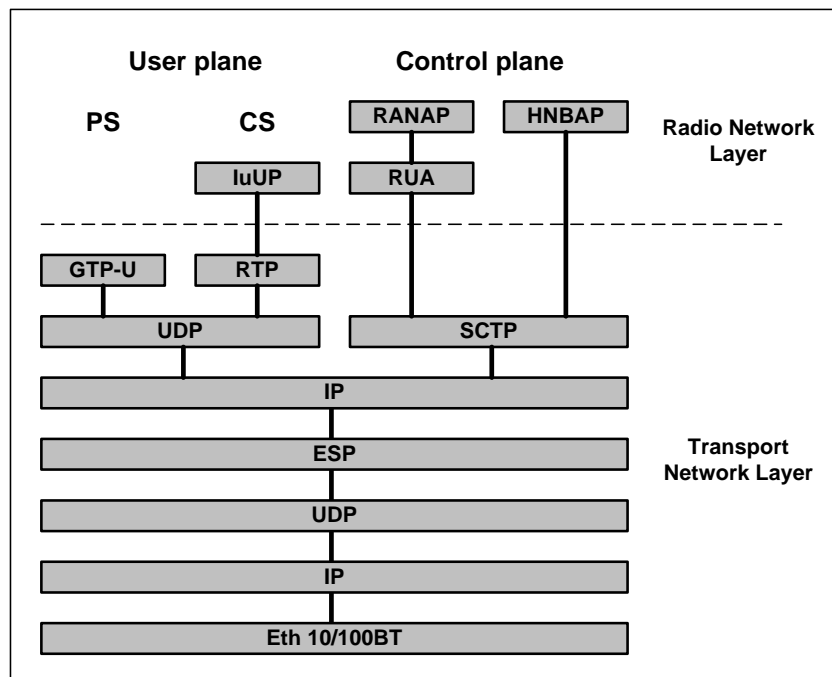 User plane
Control plane
PS
CS
RANAP
HNBAP
Radio Network
Layer
IuUP
RUA
GTP-U
RTP
UDP
SCTP
IP
ESP
Transport
Network Layer
UDP
IP
Eth 10/100BT